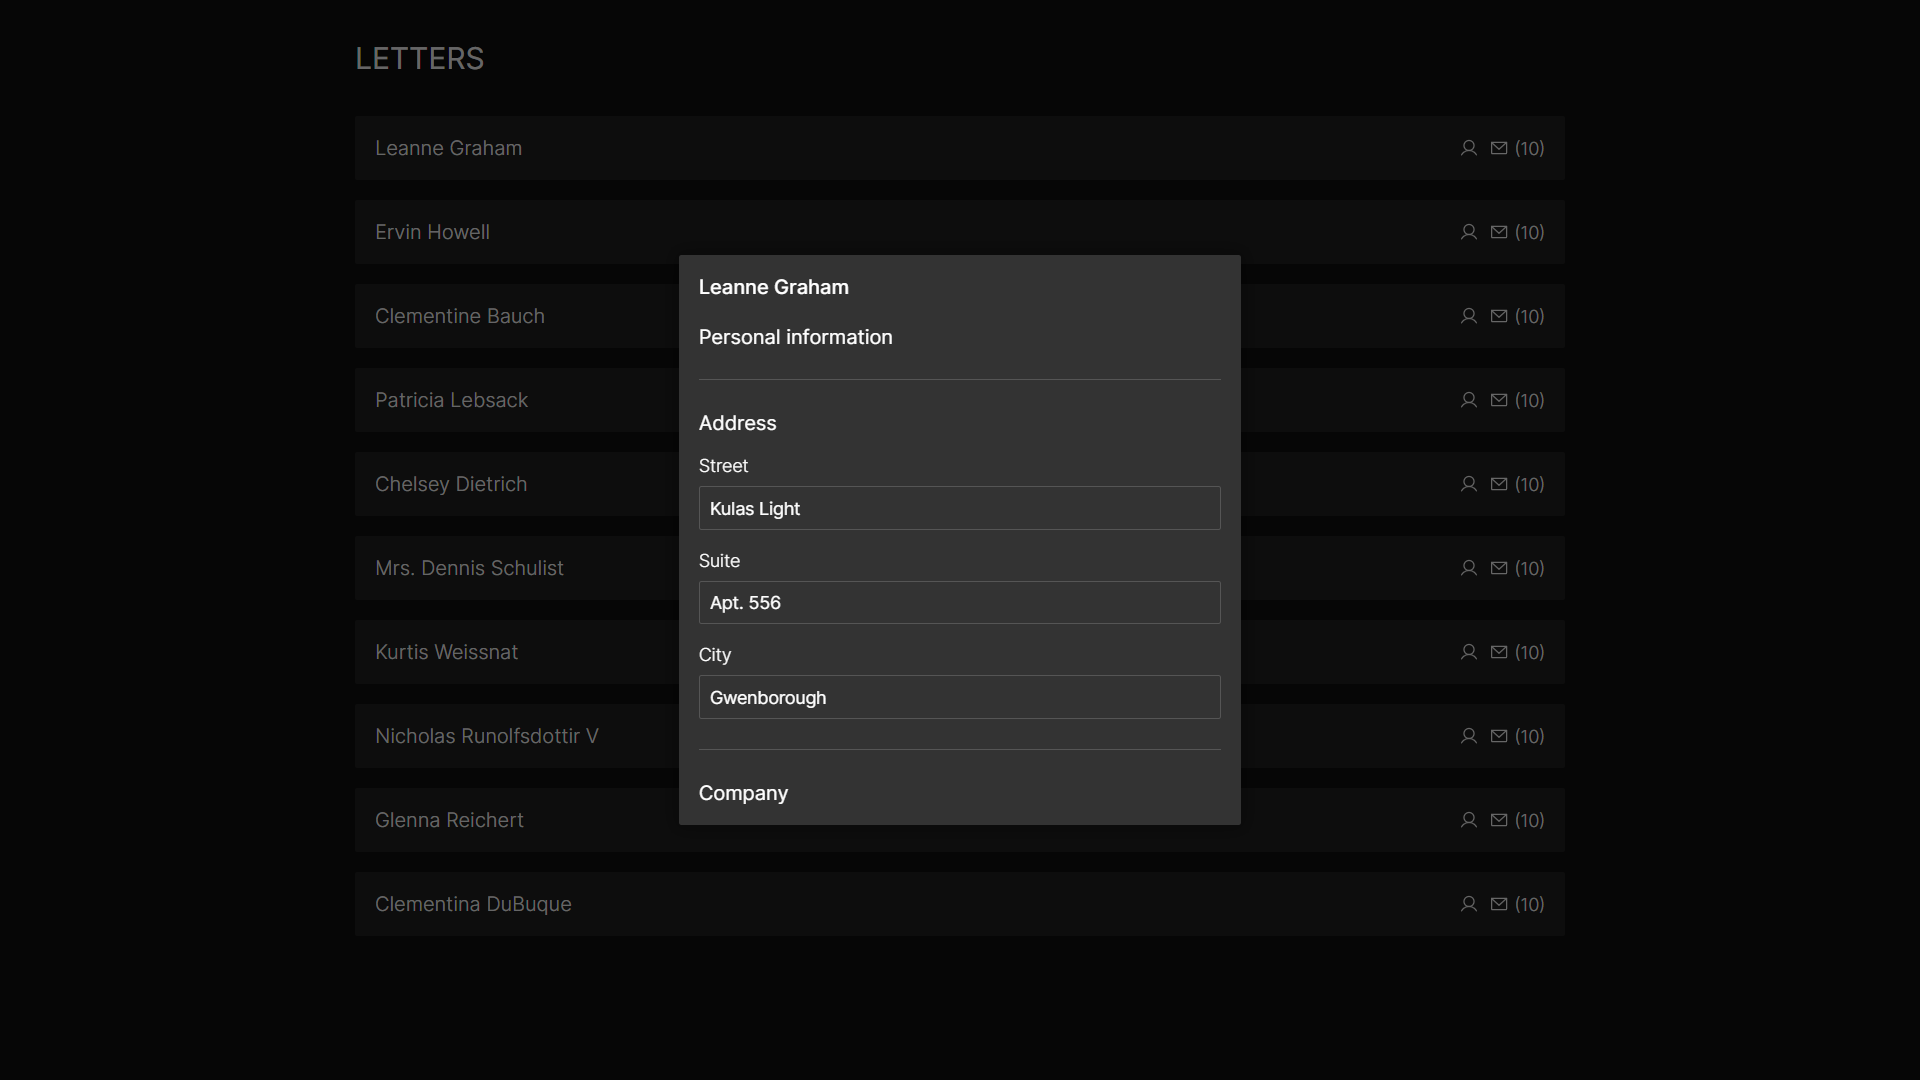 LETTERS
Leanne Graham (10)
Ervin Howell (10)
Clementine Bauch (10)
Patricia Lebsack (10)
Chelsey Dietrich (10)
Mrs. Dennis Schulist (10)
Kurtis Weissnat (10)
Nicholas Runolfsdottir V (10)
Glenna Reichert (10)
Clementina DuBuque (10)
Leanne Graham
Personal information
Address
Street
Kulas Light
Suite
Apt. 556
City
Gwenborough
Company